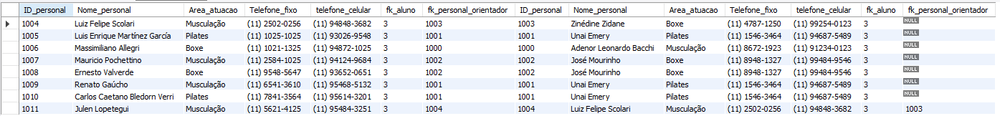 ID_personal Nome_personal Area_atuacao Telefone_fixo telefone_celular fk_aluno fk_personal_orientador ID_personal Nome_personal Area_atuacao Telefone_fixo telefone_celular fk_aluno fk_personal_orientador
1004 Luiz Felipe Scolari Musculação (11) 2502-0256 (11) 94848-3682 3 1003 1003 Zinédine Zidane Boxe (11) 4787-1250 (11) 99254-0123 3 NULL
1005 Luis Enrique Martínez García Pilates (11) 1025-1025 (11) 93026-9548 3 1001 1001 Unai Emery Pilates (11) 1546-3464 (11) 94687-5489 3 NULL
1006 Massimiliano Allegri Boxe (11) 1021-1325 (11) 94872-1025 3 1000 1000 Adenor Leonardo Bacchi Musculação (11) 8672-1923 (11) 91234-0123 3 NULL
1007 Mauricio Pochettino Musculação (11) 2584-1025 (11) 94124-9684 3 1002 1002 José Mourinho Boxe (11) 8948-1327 (11) 99484-9546 3 NULL
1008 Ernesto Valverde Boxe (11) 9548-5647 (11) 93652-0651 3 1002 1002 José Mourinho Boxe (11) 8948-1327 (11) 99484-9546 3 NULL
1009 Renato Gaúcho Musculação (11) 6541-3610 (11) 95468-5132 3 1001 1001 Unai Emery Pilates (11) 1546-3464 (11) 94687-5489 3 NULL
1010 Carlos Caetano Bledorn Verri Pilates (11) 7841-3564 (11) 95614-3201 3 1001 1001 Unai Emery Pilates (11) 1546-3464 (11) 94687-5489 3 NULL
1011 Julen Lopetegui Musculação (11) 5621-4125 (11) 95484-3251 3 1004 1004 Luiz Felipe Scolari Musculação (11) 2502-0256 (11) 94848-3682 3 1003